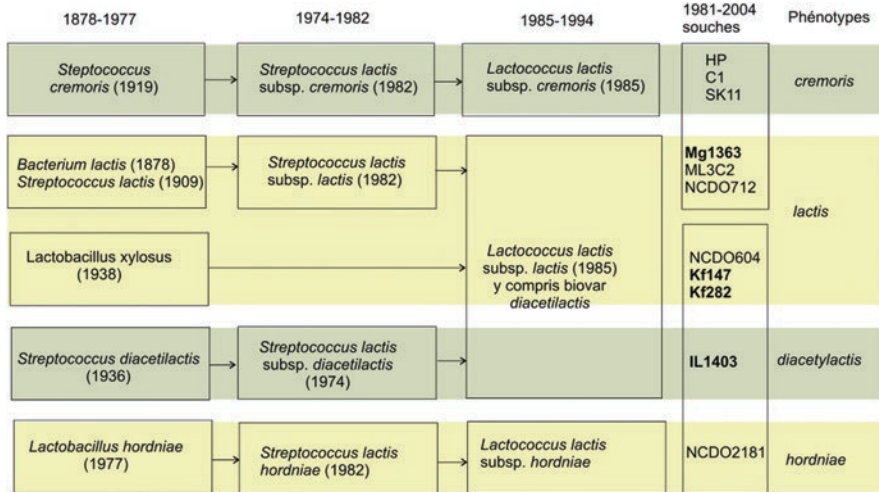 1878-1977
1974-1982
1985-1994
1981-2004
souches
Phénotypes
Steptococcus
cremoris (1919)
Streptococcus lactis
subsp. cremoris (1982)
Lactococcus lactis
subsp. cremoris (1985)
HP
C1
SK11
cremoris
Bacterium lactis (1878)
Streptococcus lactis (1909)
Streptococcus lactis
subsp. lactis (1982)
Mg1363
ML3C2
NCDO712
lactis
Lactobacillus xylosus
(1938)
Lactococcus lactis
subsp. lactis (1985)
y compris biovar
diacetilactis
NCDO604
Kf147
Kf282
Streptococcus diacetilactis
(1936)
Streptococcus lactis
subsp. diacetilactis
(1974)
IL1403
diacetylactis
Lactobacillus hordniae
(1977)
Streptococcus lactis
hordniae (1982)
Lactococcus lactis
subsp. hordniae
NCDO2181
hordniae